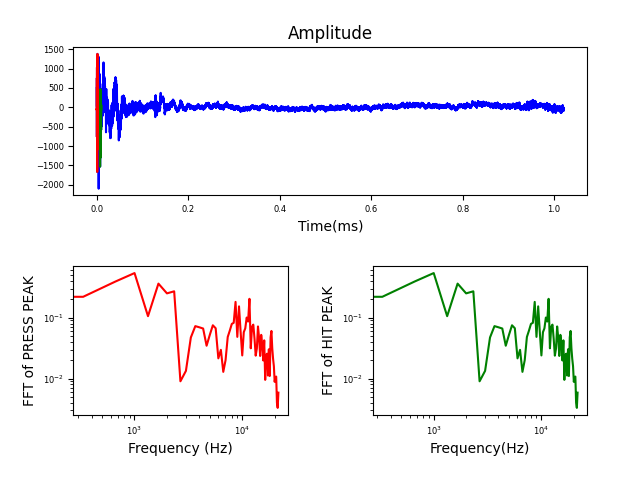 Amplitude
1500
1000
500
0
−500
−1000
−1500
−2000
0.0 0.2 0.4 0.6 0.8 1.0
Time(ms)
FFT of PRESS PEAK
10⁻¹
10⁻²
10³ 10⁴
Frequency (Hz)
FFT of HIT PEAK
10⁻¹
10⁻²
10³ 10⁴
Frequency(Hz)